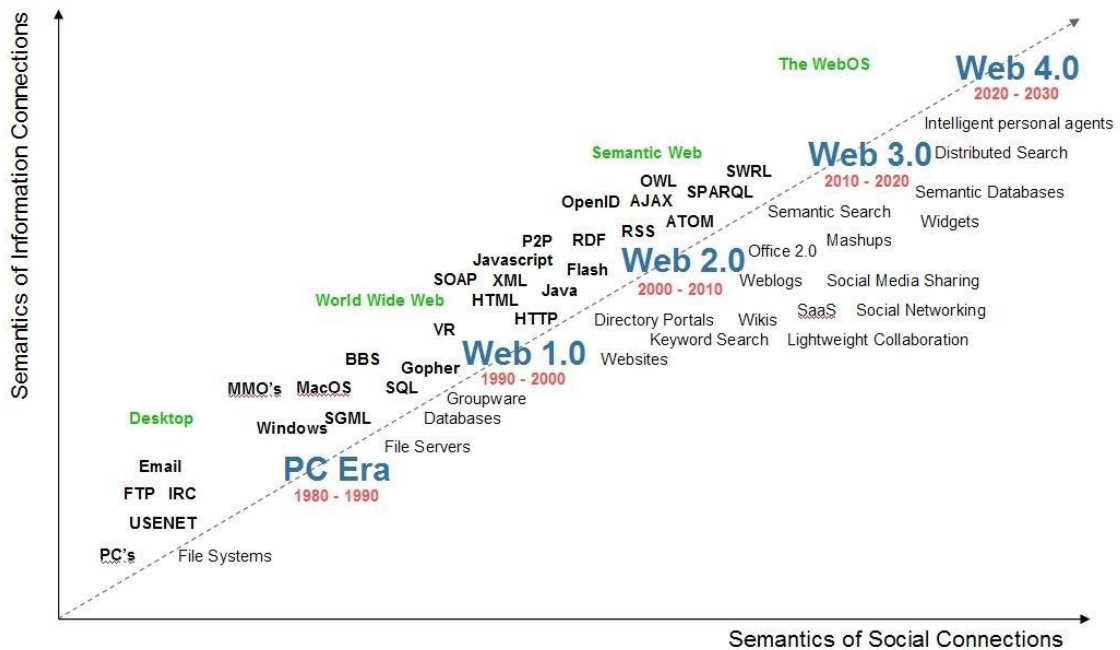 Semantics of Information Connections
The WebOS
Web 4.0
2020 - 2030
Intelligent personal agents
Semantic Web
Web 3.0
Distributed Search
2010 - 2020
SWRL
OWL
SPARQL
Semantic Databases
OpenID
AJAX
Semantic Search
ATOM
Widgets
P2P
RDF
RSS
Mashups
Office 2.0
Javascript
Web 2.0
Flash
SOAP
XML
Weblogs
Social Media Sharing
Java
2000 - 2010
World Wide Web
HTML
SaaS
Social Networking
HTTP
Directory Portals
Wikis
VR
Keyword Search
Lightweight Collaboration
Web 1.0
BBS
Websites
Gopher
1990 - 2000
MMO's
MacOS
SQL
Groupware
Desktop
SGML
Databases
Windows
File Servers
Email
PC Era
FTP
IRC
1980 - 1990
USENET
PC's
File Systems
Semantics of Social Connections